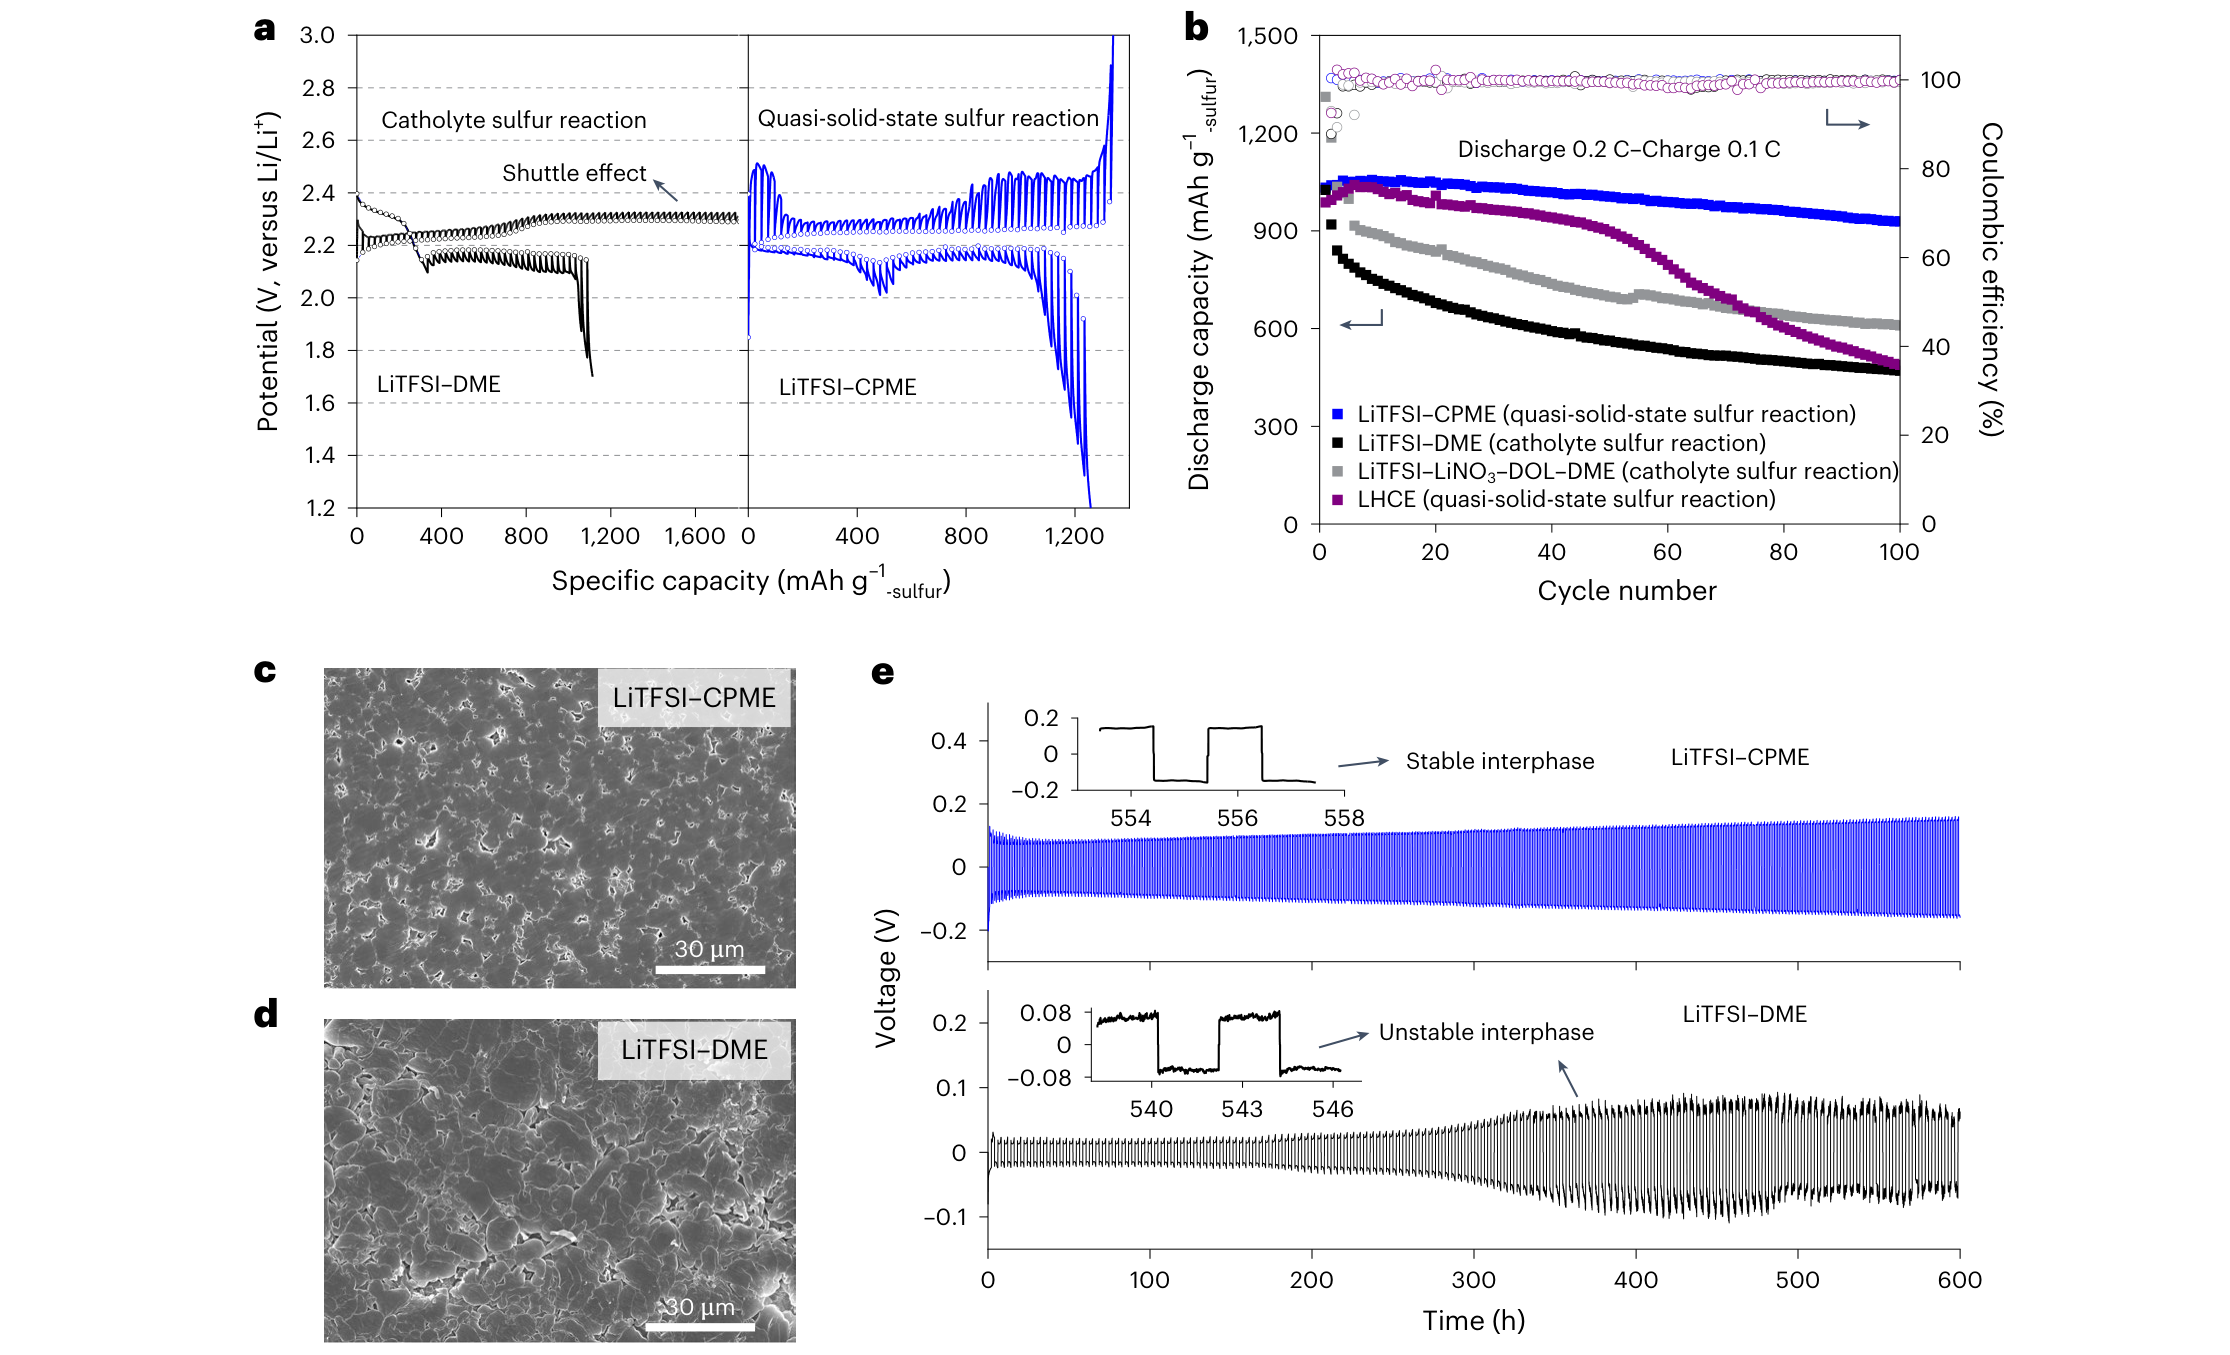 a
3.0
2.8
2.6
2.4
2.2
2.0
1.8
1.6
1.4
1.2
Potential (V, versus Li/Li⁺)
Catholyte sulfur reaction
Shuttle effect
LiTFSI–DME
Quasi-solid-state sulfur reaction
LiTFSI–CPME
0 400 800 1,200 1,600 0 400 800 1,200
Specific capacity (mAh g⁻¹-sulfur)
b
1,500
1,200
900
600
300
0
Discharge capacity (mAh g⁻¹-sulfur)
Discharge 0.2 C–Charge 0.1 C
LiTFSI–CPME (quasi-solid-state sulfur reaction)
LiTFSI–DME (catholyte sulfur reaction)
LiTFSI–LiNO₃–DOL–DME (catholyte sulfur reaction)
LHCE (quasi-solid-state sulfur reaction)
100
80
60
40
20
0
Coulombic efficiency (%)
0 20 40 60 80 100
Cycle number
c
LiTFSI–CPME
30 µm
d
LiTFSI–DME
30 µm
e
Voltage (V)
0.4
0.2
0
–0.2
0.2
0
–0.2
554 556 558
Stable interphase
LiTFSI–CPME
0.2
0.1
0
–0.1
0.08
0
–0.08
540 543 546
Unstable interphase
LiTFSI–DME
0 100 200 300 400 500 600
Time (h)